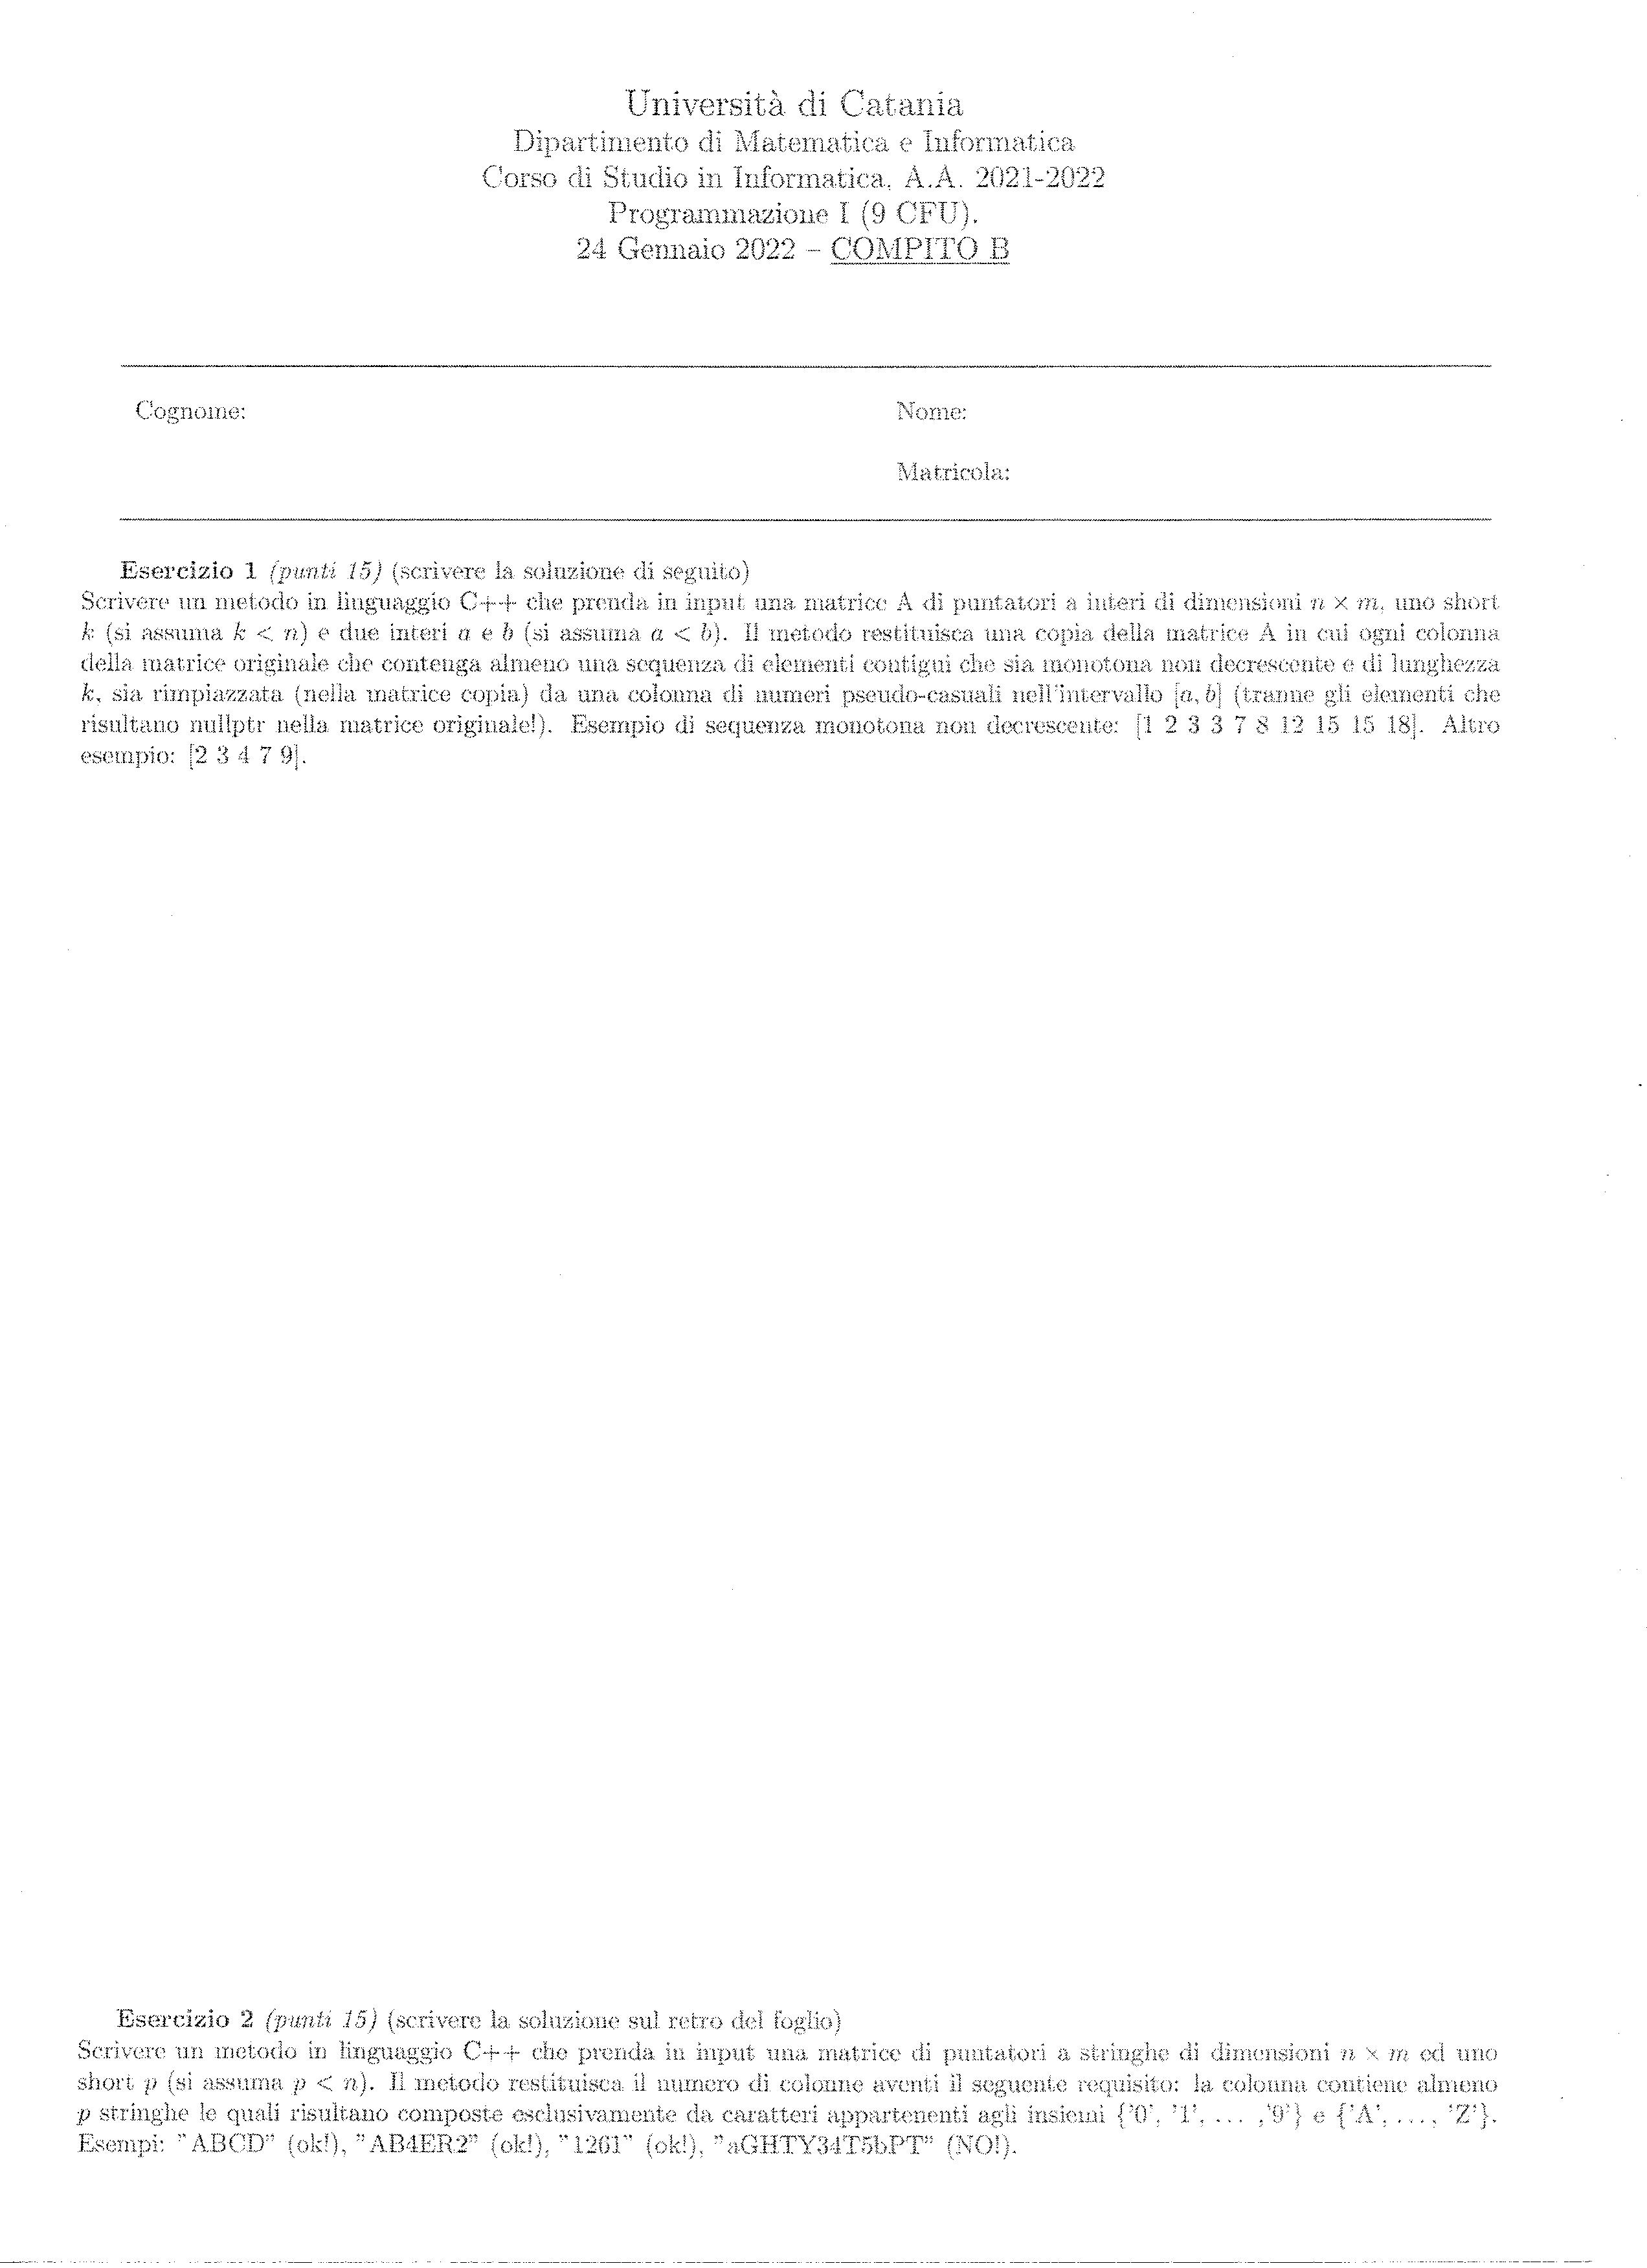 Università di Catania
Dipartimento di Matematica e Informatica
Corso di Studio in Informatica, A.A. 2021-2022
Programmazione I (9 CFU).
24 Gennaio 2022 – COMPITO B
Cognome:
Nome:
Matricola:
Esercizio 1 (punti 15) (scrivere la soluzione di seguito)
Scrivere un metodo in linguaggio C++ che prenda in input una matrice A di puntatori a interi di dimensioni n × m, uno short
k (si assuma k < n) e due interi a e b (si assuma a < b). Il metodo restituisca una copia della matrice A in cui ogni colonna
della matrice originale che contenga almeno una sequenza di elementi contigui che sia monotona non decrescente e di lunghezza
k, sia rimpiazzata (nella matrice copia) da una colonna di numeri pseudo-casuali nell'intervallo [a, b] (tranne gli elementi che
risultano nullptr nella matrice originale!). Esempio di sequenza monotona non decrescente: [1 2 3 3 7 8 12 15 15 18]. Altro
esempio: [2 3 4 7 9].
Esercizio 2 (punti 15) (scrivere la soluzione sul retro del foglio)
Scrivere un metodo in linguaggio C++ che prenda in input una matrice di puntatori a stringhe di dimensioni n × m ed uno
short p (si assuma p < n). Il metodo restituisca il numero di colonne aventi il seguente requisito: la colonna contiene almeno
p stringhe le quali risultano composte esclusivamente da caratteri appartenenti agli insiemi {'0', '1', ... ,'9'} e {'A', ..., 'Z'}.
Esempi: "ABCD" (ok!), "AB4ER2" (ok!), "1261" (ok!), "aGHTY34T5bPT" (NO!).